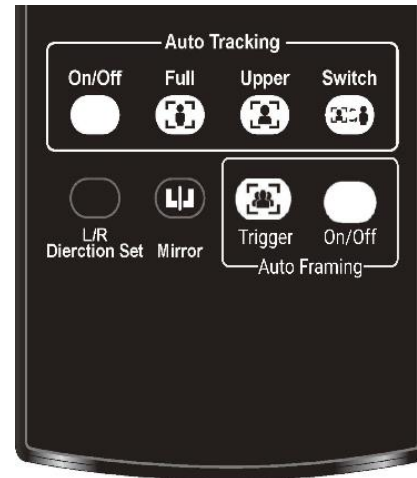 Auto Tracking
On/Off Full Upper Switch
L/R
Dierction Set Mirror Trigger On/Off
Auto Framing